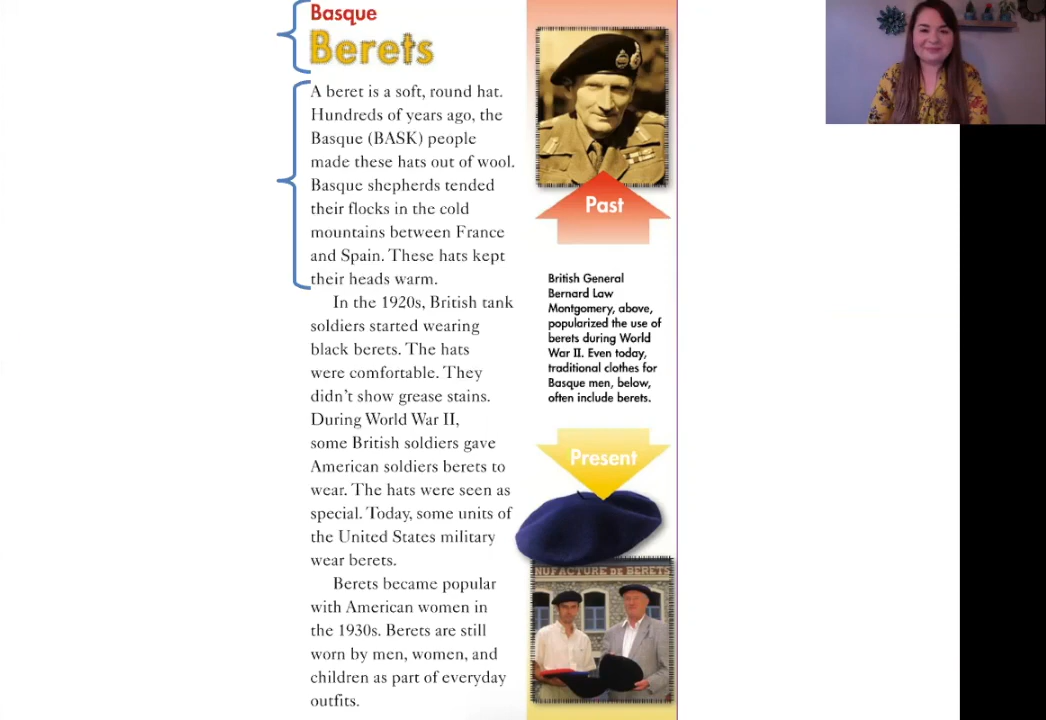 Basque
Berets
A beret is a soft, round hat.
Hundreds of years ago, the
Basque (BASK) people
made these hats out of wool.
Basque shepherds tended
their flocks in the cold
mountains between France
and Spain. These hats kept
their heads warm.
In the 1920s, British tank
soldiers started wearing
black berets. The hats
were comfortable. They
didn't show grease stains.
During World War II,
some British soldiers gave
American soldiers berets to
wear. The hats were seen as
special. Today, some units of
the United States military
wear berets.
Berets became popular
with American women in
the 1930s. Berets are still
worn by men, women, and
children as part of everyday
outfits.
Past
British General
Bernard Law
Montgomery, above,
popularized the use of
berets during World
War II. Even today,
traditional clothes for
Basque men, below,
often include berets.
Present
NUFACTURE DE BERETS